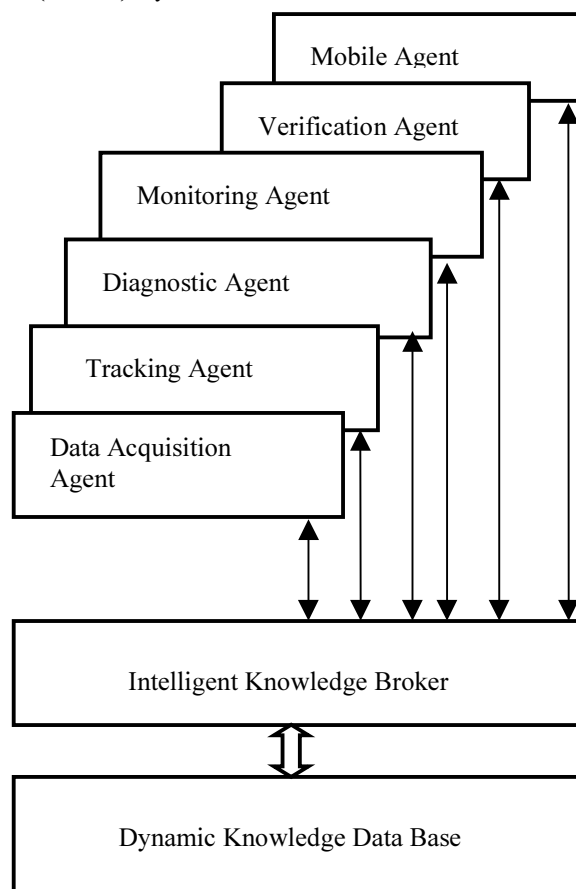 Mobile Agent
Verification Agent
Monitoring Agent
Diagnostic Agent
Tracking Agent
Data Acquisition
Agent
Intelligent Knowledge Broker
Dynamic Knowledge Data Base